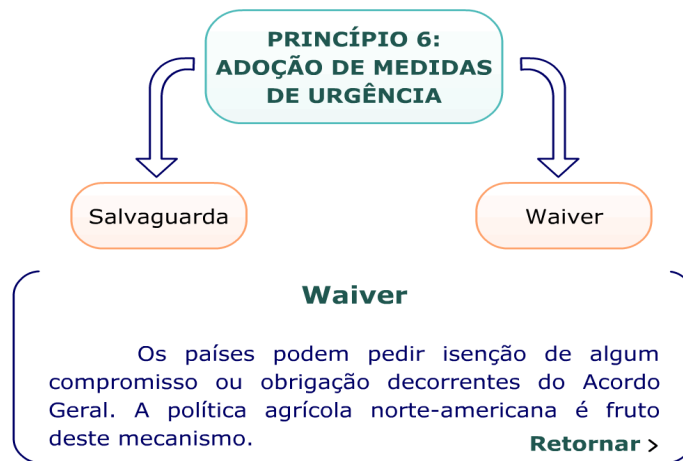 PRINCÍPIO 6:
ADOÇÃO DE MEDIDAS
DE URGÊNCIA
Salvaguarda
Waiver
Waiver
Os países podem pedir isenção de algum
compromisso ou obrigação decorrentes do Acordo
Geral. A política agrícola norte-americana é fruto
deste mecanismo.
Retornar >